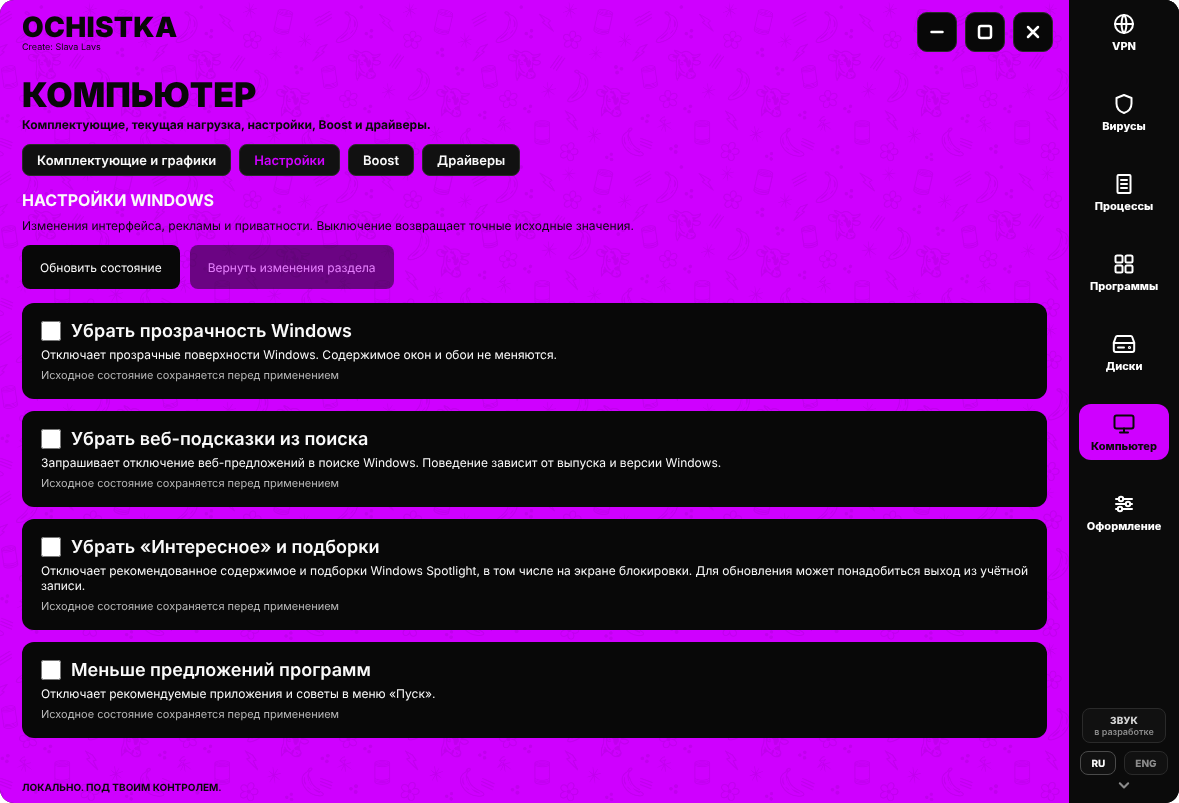 OCHISTKA
Create: Slava Lavs
КОМПЬЮТЕР
Комплектующие, текущая нагрузка, настройки, Boost и драйверы.
Комплектующие и графики
Настройки
Boost
Драйверы
НАСТРОЙКИ WINDOWS
Изменения интерфейса, рекламы и приватности. Выключение возвращает точные исходные значения.
Обновить состояние
Вернуть изменения раздела
Убрать прозрачность Windows
Отключает прозрачные поверхности Windows. Содержимое окон и обои не меняются.
Исходное состояние сохраняется перед применением
Убрать веб-подсказки из поиска
Запрашивает отключение веб-предложений в поиске Windows. Поведение зависит от выпуска и версии Windows.
Исходное состояние сохраняется перед применением
Убрать «Интересное» и подборки
Отключает рекомендованное содержимое и подборки Windows Spotlight, в том числе на экране блокировки. Для обновления может понадобиться выход из учётной
записи.
Исходное состояние сохраняется перед применением
Меньше предложений программ
Отключает рекомендуемые приложения и советы в меню «Пуск».
Исходное состояние сохраняется перед применением
ЛОКАЛЬНО. ПОД ТВОИМ КОНТРОЛЕМ.
VPN
Вирусы
Процессы
Программы
Диски
Компьютер
Оформление
ЗВУК
в разработке
RU
ENG